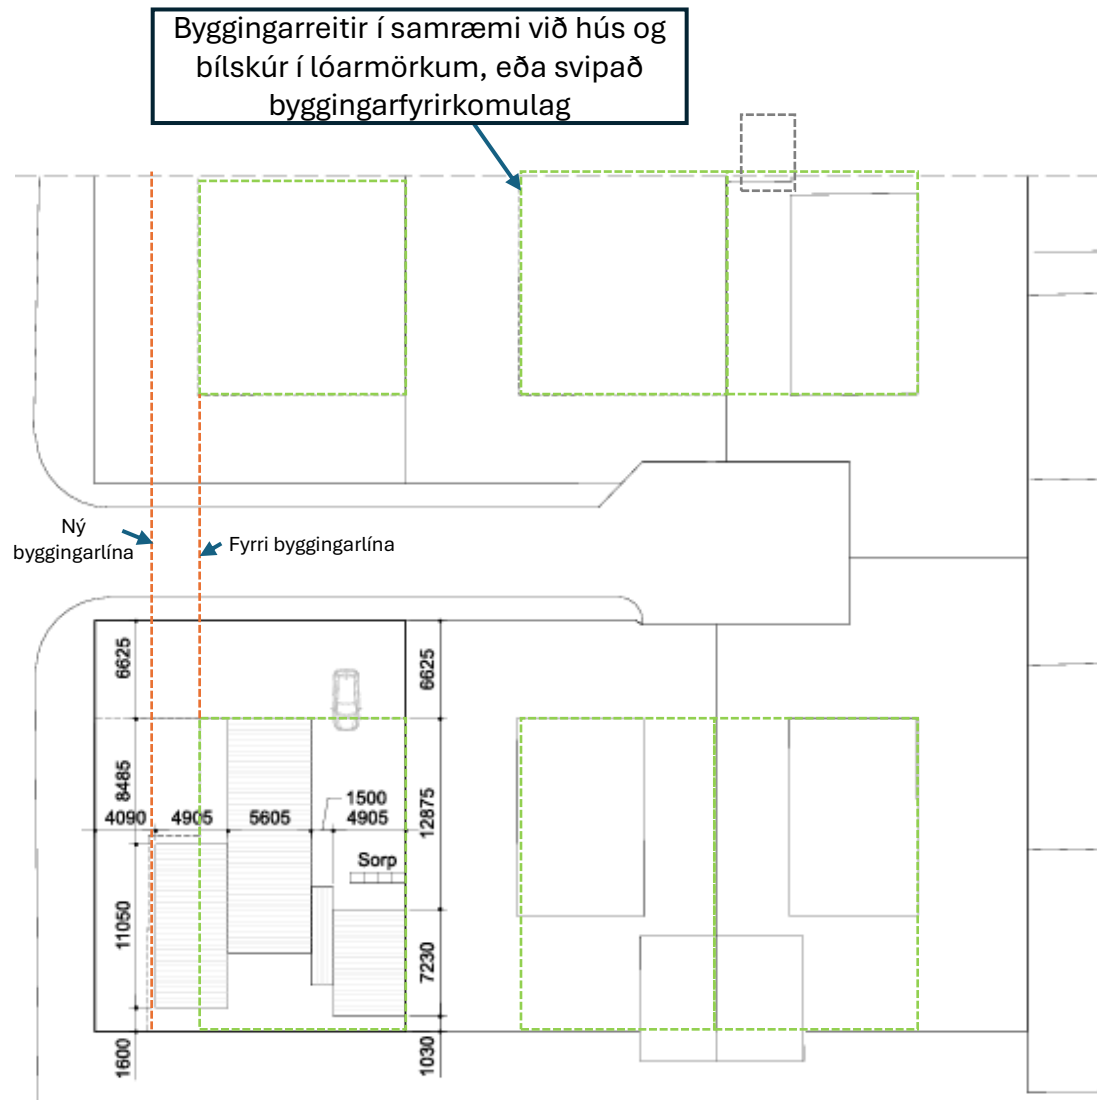 Byggingarreitir í samræmi við hús og
bílskúr í lóarmörkum, eða svipað
byggingarfyrirkomulag
Ný
byggingarlína
Fyrri byggingarlína
6625
6625
8485
12875
1500
4090
4905
5605
4905
Sorp
11050
7230
1600
1030